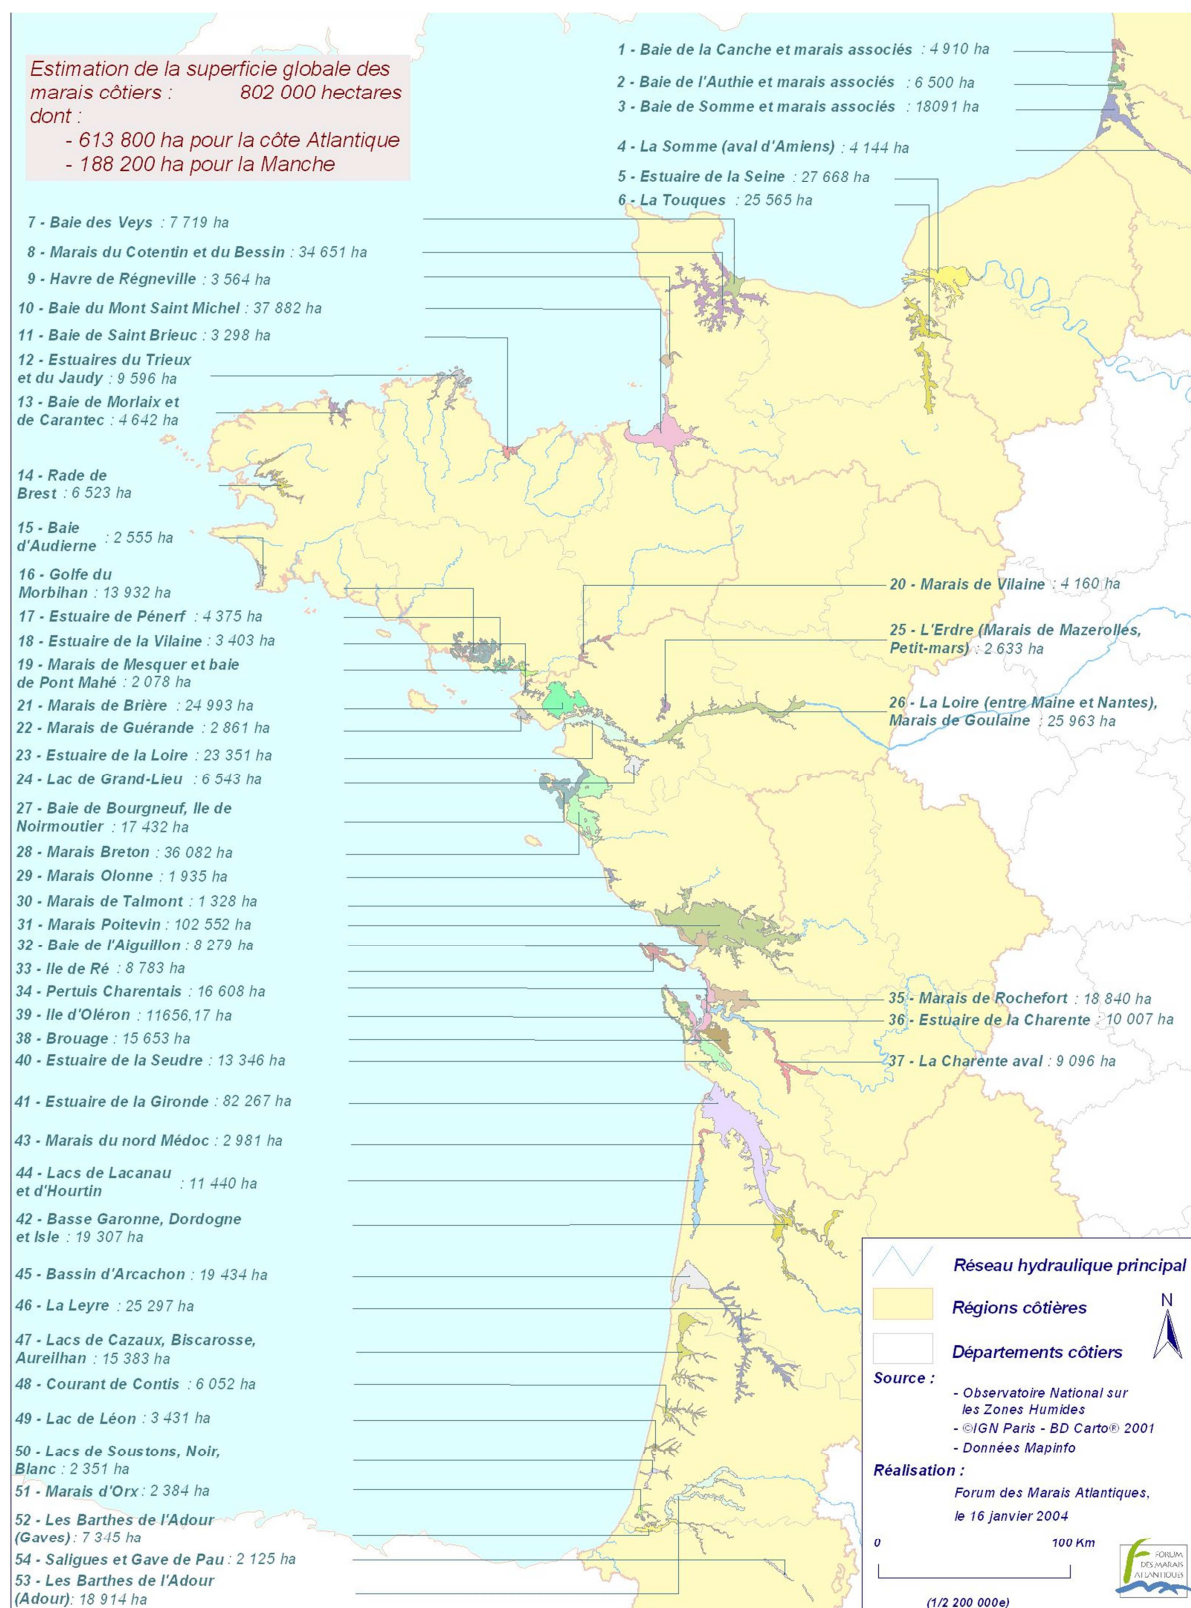 Estimation de la superficie globale des
marais côtiers : 802 000 hectares
dont :
- 613 800 ha pour la côte Atlantique
- 188 200 ha pour la Manche
1 - Baie de la Canche et marais associés : 4 910 ha
2 - Baie de l'Authie et marais associés : 6 500 ha
3 - Baie de Somme et marais associés : 18091 ha
4 - La Somme (aval d'Amiens) : 4 144 ha
5 - Estuaire de la Seine : 27 668 ha
6 - La Touques : 25 565 ha
7 - Baie des Veys : 7 719 ha
8 - Marais du Cotentin et du Bessin : 34 651 ha
9 - Havre de Régneville : 3 564 ha
10 - Baie du Mont Saint Michel : 37 882 ha
11 - Baie de Saint Brieuc : 3 298 ha
12 - Estuaires du Trieux
et du Jaudy : 9 596 ha
13 - Baie de Morlaix et
de Carantec : 4 642 ha
14 - Rade de
Brest : 6 523 ha
15 - Baie
d'Audierne : 2 555 ha
16 - Golfe du
Morbihan : 13 932 ha
17 - Estuaire de Pénerf : 4 375 ha
18 - Estuaire de la Vilaine : 3 403 ha
19 - Marais de Mesquer et baie
de Pont Mahé : 2 078 ha
21 - Marais de Brière : 24 993 ha
22 - Marais de Guérande : 2 861 ha
23 - Estuaire de la Loire : 23 351 ha
24 - Lac de Grand-Lieu : 6 543 ha
27 - Baie de Bourgneuf, Ile de
Noirmoutier : 17 432 ha
28 - Marais Breton : 36 082 ha
29 - Marais Olonne : 1 935 ha
30 - Marais de Talmont : 1 328 ha
31 - Marais Poitevin : 102 552 ha
32 - Baie de l'Aiguillon : 8 279 ha
33 - Ile de Ré : 8 783 ha
34 - Pertuis Charentais : 16 608 ha
39 - Ile d'Oléron : 11656,17 ha
38 - Brouage : 15 653 ha
40 - Estuaire de la Seudre : 13 346 ha
41 - Estuaire de la Gironde : 82 267 ha
43 - Marais du nord Médoc : 2 981 ha
44 - Lacs de Lacanau
et d'Hourtin : 11 440 ha
42 - Basse Garonne, Dordogne
et Isle : 19 307 ha
45 - Bassin d'Arcachon : 19 434 ha
46 - La Leyre : 25 297 ha
47 - Lacs de Cazaux, Biscarosse,
Aureilhan : 15 383 ha
48 - Courant de Contis : 6 052 ha
49 - Lac de Léon : 3 431 ha
50 - Lacs de Soustons, Noir,
Blanc : 2 351 ha
51 - Marais d'Orx : 2 384 ha
52 - Les Barthes de l'Adour
(Gaves) : 7 345 ha
54 - Saligues et Gave de Pau : 2 125 ha
53 - Les Barthes de l'Adour
(Adour): 18 914 ha
20 - Marais de Vilaine : 4 160 ha
25 - L'Erdre (Marais de Mazerolles,
Petit-mars) : 2 633 ha
26 - La Loire (entre Maine et Nantes),
Marais de Goulaine : 25 963 ha
35 - Marais de Rochefort : 18 840 ha
36 - Estuaire de la Charente : 10 007 ha
37 - La Charente aval : 9 096 ha
Réseau hydraulique principal
Régions côtières
Départements côtiers
N
Source :
- Observatoire National sur
les Zones Humides
- ©IGN Paris - BD Carto® 2001
- Données Mapinfo
Réalisation :
Forum des Marais Atlantiques,
le 16 janvier 2004
0 100 Km
(1/2 200 000e)
FORUM
DES MARAIS
ATLANTIQUES